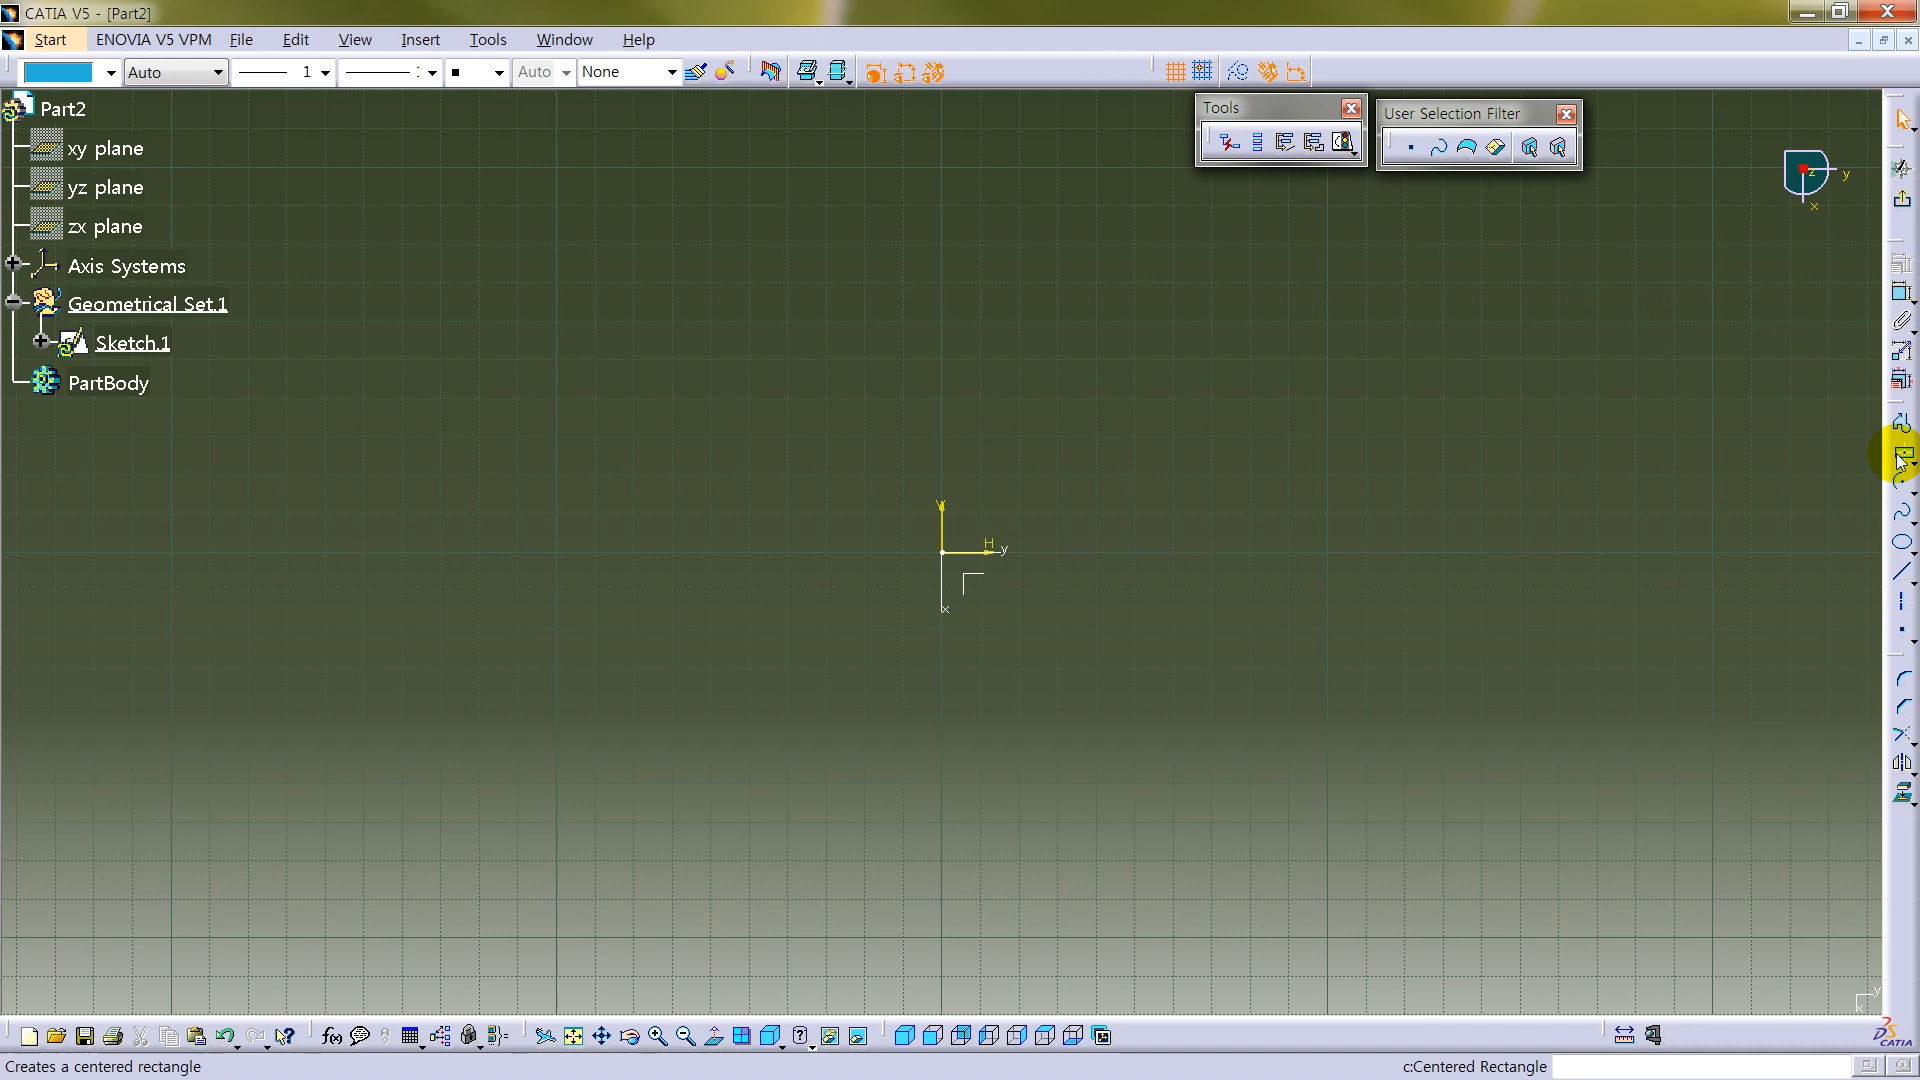 CATIA V5 - [Part2]
Start ENOVIA V5 VPM File Edit View Insert Tools Window Help
Auto 1 Auto None
Part2
xy plane
yz plane
zx plane
Axis Systems
Geometrical Set.1
Sketch.1
PartBody
Tools
User Selection Filter
z y
x
V
H y
x
y
x
CATIA
Creates a centered rectangle
c:Centered Rectangle